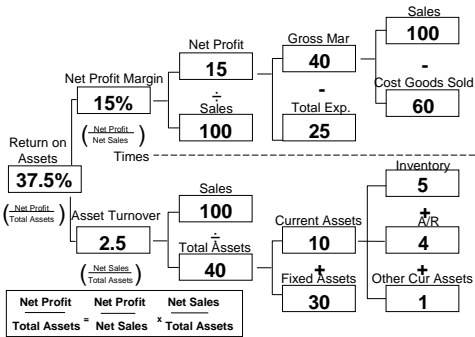 Sales
100
Net Profit
15
Gross Mar
40
-
Cost Goods Sold
60
Net Profit Margin
15%
÷
-
Sales
100
Total Exp.
25
(Net Profit
Net Sales)
Return on
Assets
37.5%
Times
(Net Profit
Total Assets)
Inventory
5
Sales
100
+
Asset Turnover
2.5
÷
A/R
4
Total Assets
40
Current Assets
10
+
(Net Sales
Total Assets)
+
Fixed Assets
30
Other Cur Assets
1
Net Profit Net Profit Net Sales
= x
Total Assets Net Sales Total Assets